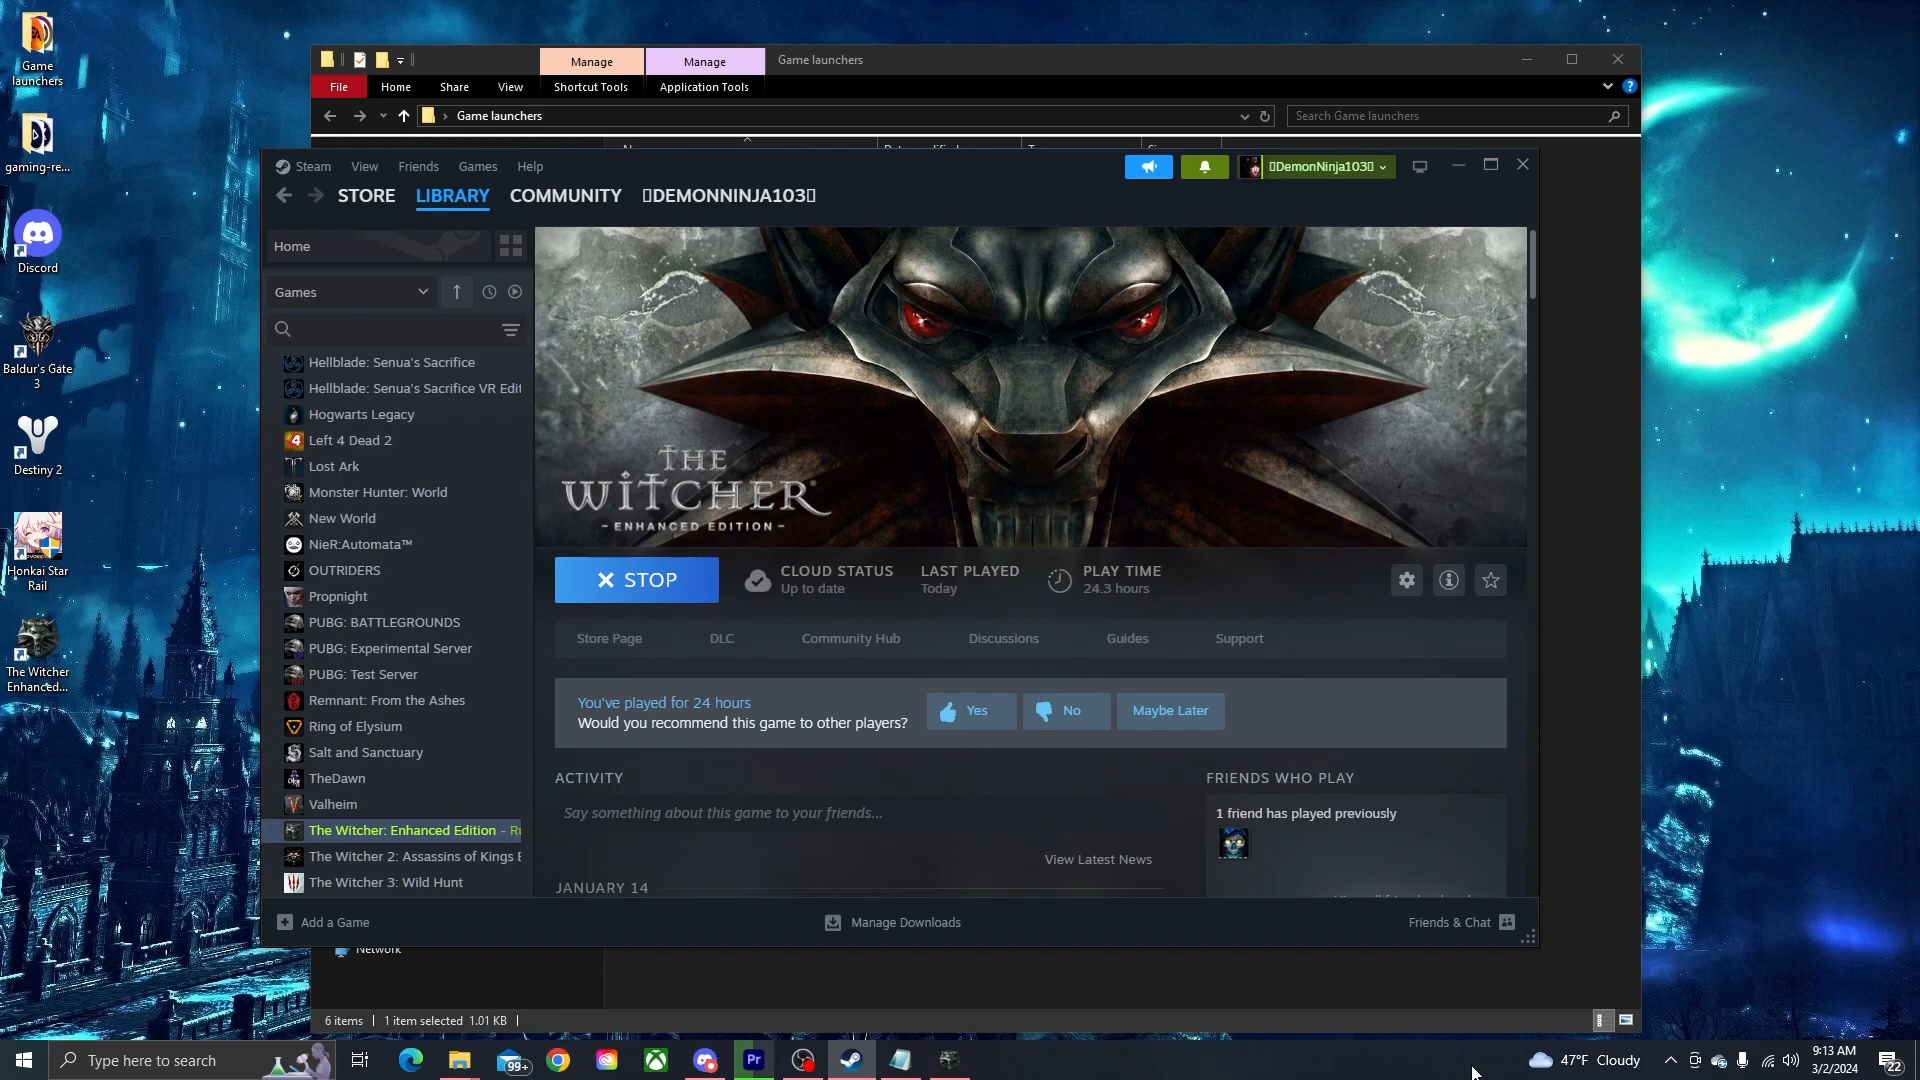 Game
launchers
gaming-re...
Discord
Baldur's Gate
3
Destiny 2
Honkai Star
Rail
The Witcher
Enhanced...
Manage
Manage
Game launchers
File
Home
Share
View
Shortcut Tools
Application Tools
Game launchers
Search Game launchers
Steam
View
Friends
Games
Help
DemonNinja103
STORE
LIBRARY
COMMUNITY
DEMONNINJA103
Home
Games
Hellblade: Senua's Sacrifice
Hellblade: Senua's Sacrifice VR Edit
Hogwarts Legacy
Left 4 Dead 2
Lost Ark
Monster Hunter: World
New World
NieR:Automata™
OUTRIDERS
Propnight
PUBG: BATTLEGROUNDS
PUBG: Experimental Server
PUBG: Test Server
Remnant: From the Ashes
Ring of Elysium
Salt and Sanctuary
TheDawn
Valheim
The Witcher: Enhanced Edition - Ru
The Witcher 2: Assassins of Kings E
The Witcher 3: Wild Hunt
THE
WITCHER®
- ENHANCED EDITION -
STOP
CLOUD STATUS
Up to date
LAST PLAYED
Today
PLAY TIME
24.3 hours
Store Page
DLC
Community Hub
Discussions
Guides
Support
You've played for 24 hours
Would you recommend this game to other players?
Yes
No
Maybe Later
ACTIVITY
Say something about this game to your friends...
View Latest News
JANUARY 14
FRIENDS WHO PLAY
1 friend has played previously
Add a Game
Manage Downloads
Friends & Chat
Network
6 items
1 item selected 1.01 KB
Type here to search
99+
Pr
47°F Cloudy
9:13 AM
3/2/2024
22